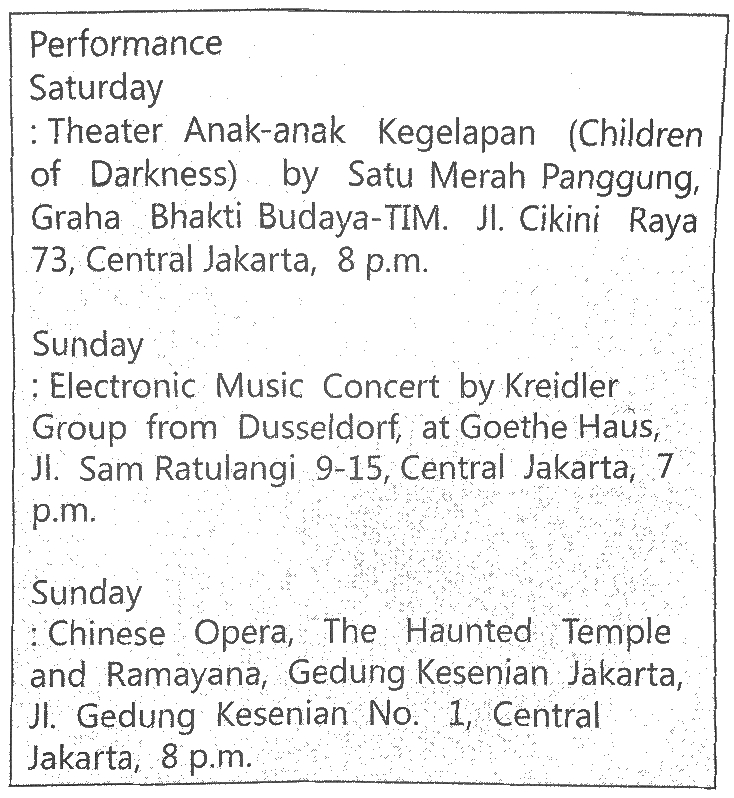 Performance
Saturday
: Theater Anak-anak Kegelapan (Children
of Darkness) by Satu Merah Panggung,
Graha Bhakti Budaya-TIM. Jl. Cikini Raya
73, Central Jakarta, 8 p.m.
Sunday
: Electronic Music Concert by Kreidler
Group from Dusseldorf, at Goethe Haus,
Jl. Sam Ratulangi 9-15, Central Jakarta, 7
p.m.
Sunday
: Chinese Opera, The Haunted Temple
and Ramayana, Gedung Kesenian Jakarta,
Jl. Gedung Kesenian No. 1, Central
Jakarta, 8 p.m.